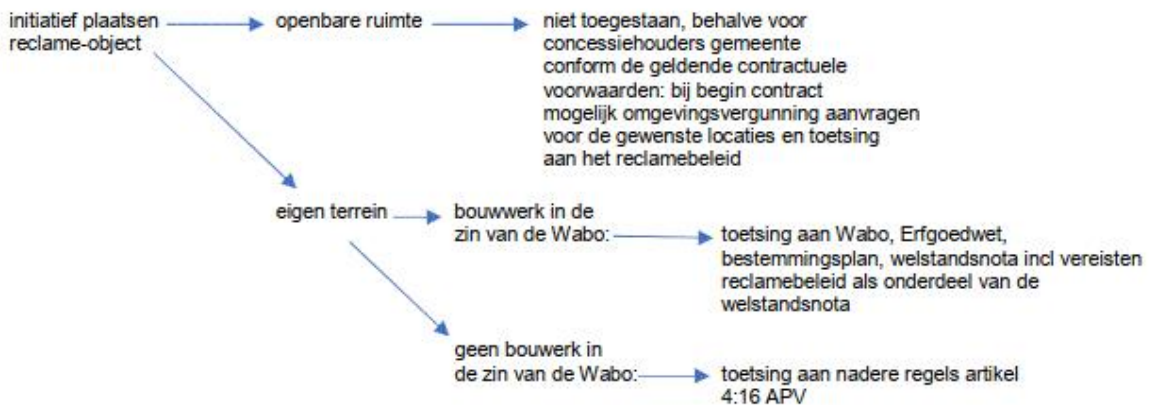 initiatief plaatsen
reclame-object
openbare ruimte
niet toegestaan, behalve voor
concessiehouders gemeente
conform de geldende contractuele
voorwaarden: bij begin contract
mogelijk omgevingsvergunning aanvragen
voor de gewenste locaties en toetsing
aan het reclamebeleid
eigen terrein
bouwwerk in de
zin van de Wabo:
toetsing aan Wabo, Erfgoedwet,
bestemmingsplan, welstandsnota incl vereisten
reclamebeleid als onderdeel van de
welstandsnota
geen bouwerk in
de zin van de Wabo:
toetsing aan nadere regels artikel
4:16 APV